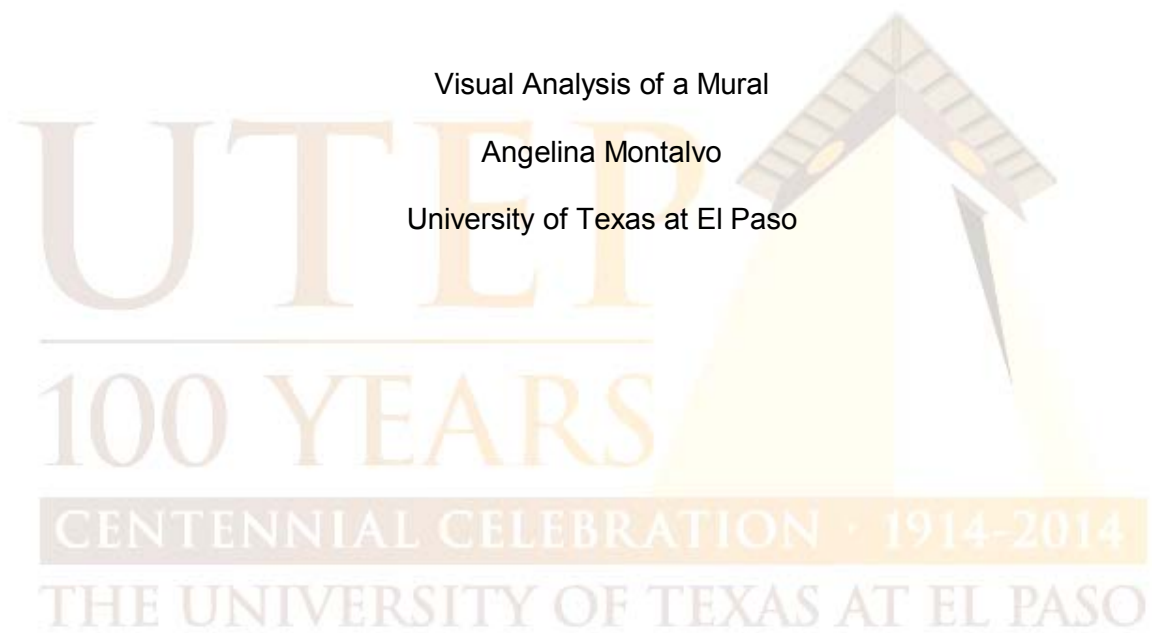 Visual Analysis of a Mural
Angelina Montalvo
University of Texas at El Paso
UTEP
100 YEARS
CENTENNIAL CELEBRATION · 1914-2014
THE UNIVERSITY OF TEXAS AT EL PASO